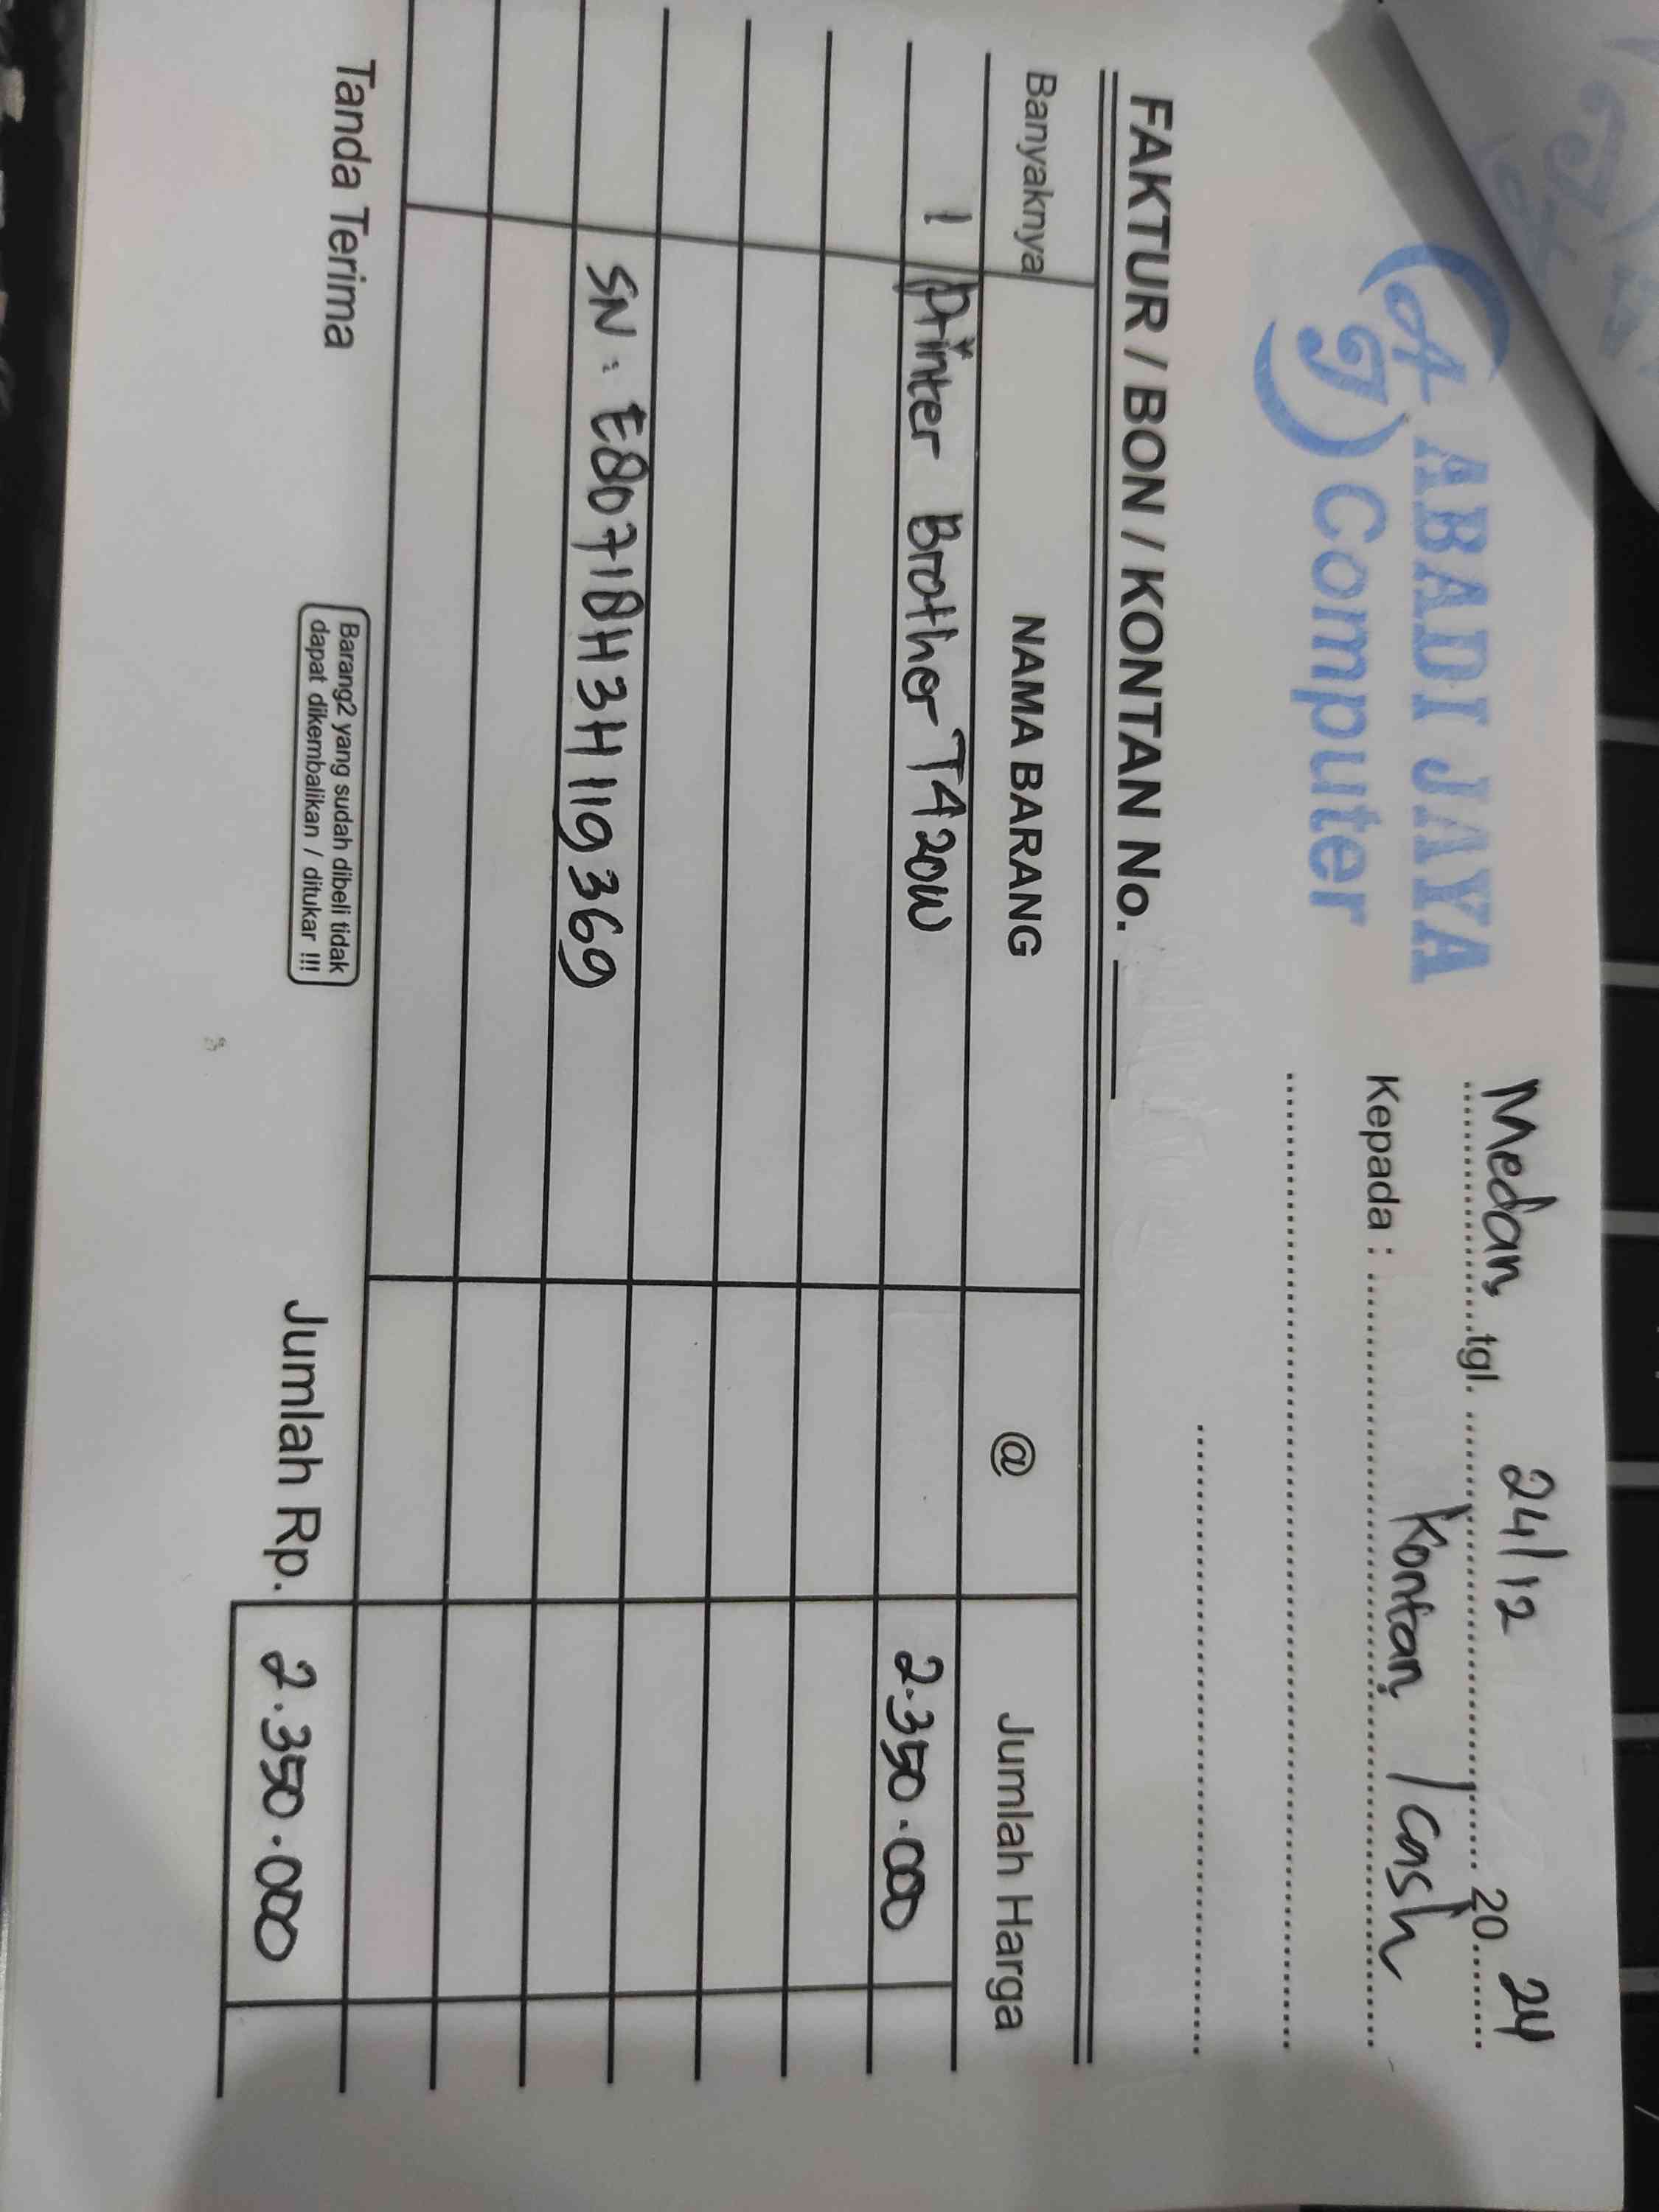 ABADI JAYA
Computer
Medan, tgl. 24/12 20 24
Kepada : Kontan / Cash
FAKTUR / BON / KONTAN No.
Banyaknya NAMA BARANG @ Jumlah Harga
1 Printer Brother T420W 2.350.000
SN : E80718H3H119369
Tanda Terima
Barang2 yang sudah dibeli tidak
dapat dikembalikan / ditukar !!!
Jumlah Rp. 2.350.000